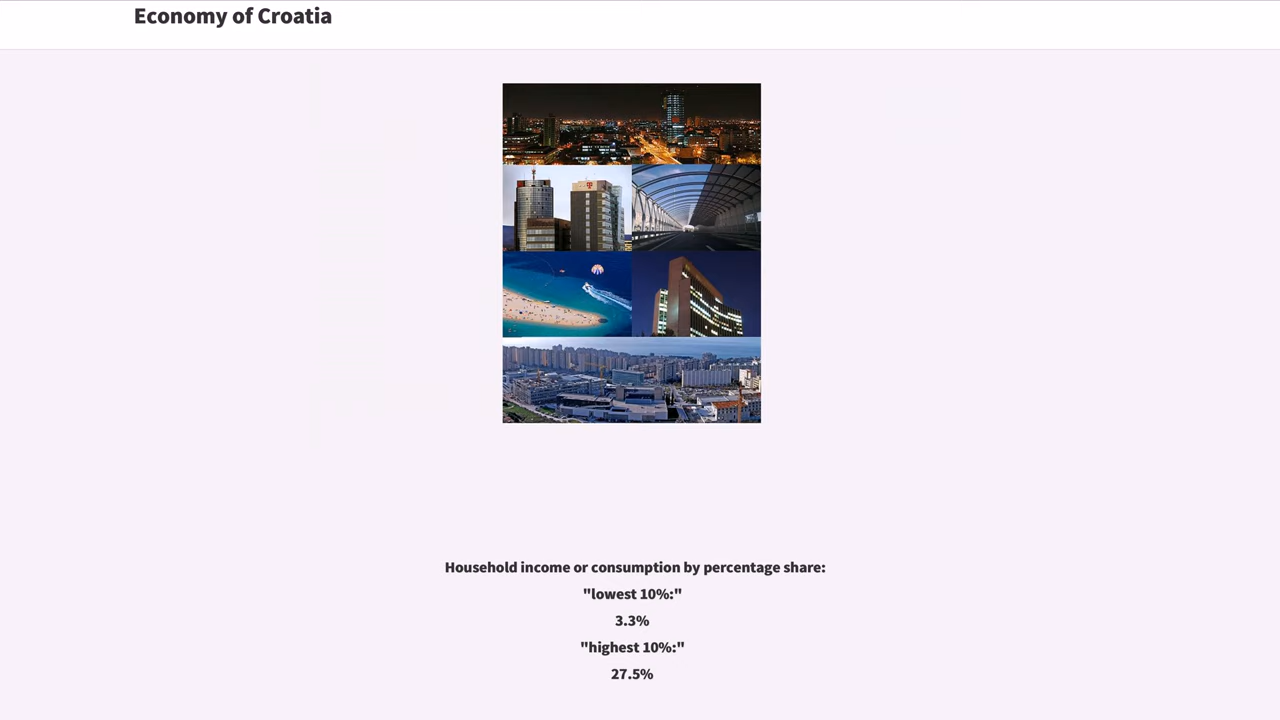 Economy of Croatia
Household income or consumption by percentage share:
"lowest 10%:"
3.3%
"highest 10%:"
27.5%